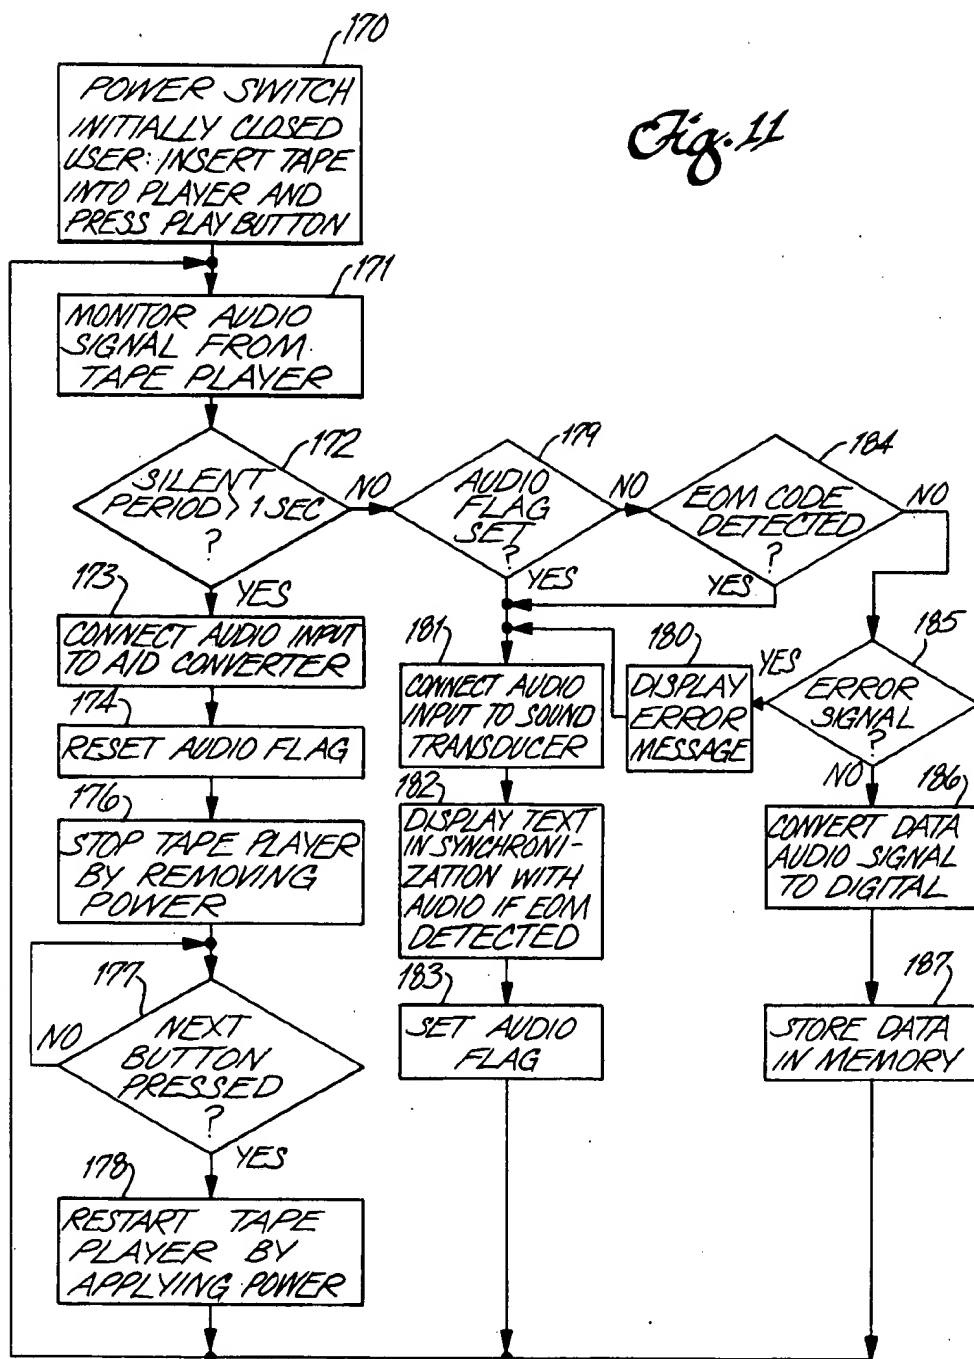 170
POWER SWITCH
INITIALLY CLOSED
USER: INSERT TAPE
INTO PLAYER AND
PRESS PLAY BUTTON
Fig. 11
171
MONITOR AUDIO
SIGNAL FROM
TAPE PLAYER
172
SILENT
PERIOD > 1 SEC
?
NO
YES
179
AUDIO
FLAG
SET
?
NO
YES
184
EOM CODE
DETECTED
?
NO
YES
173
CONNECT AUDIO INPUT
TO A/D CONVERTER
174
RESET AUDIO FLAG
176
STOP TAPE PLAYER
BY REMOVING
POWER
177
NO
NEXT
BUTTON
PRESSED
?
YES
178
RESTART TAPE
PLAYER BY
APPLYING POWER
181
CONNECT AUDIO
INPUT TO SOUND
TRANSDUCER
182
DISPLAY TEXT
IN SYNCHRONI-
ZATION WITH
AUDIO IF EOM
DETECTED
183
SET AUDIO
FLAG
180
DISPLAY
ERROR
MESSAGE
YES
185
ERROR
SIGNAL
?
NO
186
CONVERT DATA
AUDIO SIGNAL
TO DIGITAL
187
STORE DATA
IN MEMORY